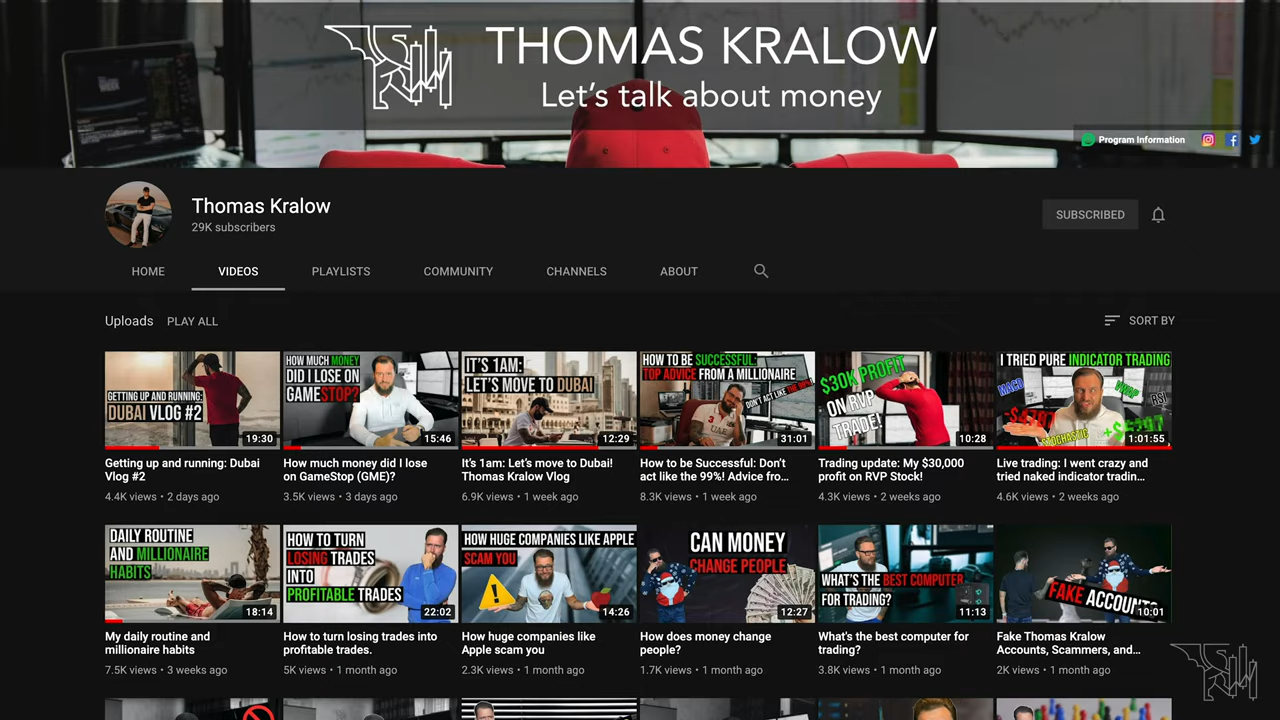 THOMAS KRALOW
Let's talk about money
Program Information
Thomas Kralow
29K subscribers
SUBSCRIBED
HOME VIDEOS PLAYLISTS COMMUNITY CHANNELS ABOUT
Uploads PLAY ALL
SORT BY
GETTING UP AND RUNNING:
DUBAI VLOG #2
19:30
HOW MUCH MONEY
DID I LOSE ON
GAMESTOP?
15:46
IT'S 1AM:
LET'S MOVE TO DUBAI
12:29
HOW TO BE SUCCESSFUL:
TOP ADVICE FROM A MILLIONAIRE
DON'T ACT LIKE THE 99%
31:01
$30K PROFIT
ON RVP
TRADE!
10:28
I TRIED PURE INDICATOR TRADING
MACD
VWAP
RSI
STOCHASTIC
1:01:55
Getting up and running: Dubai
Vlog #2
4.4K views • 2 days ago
How much money did I lose
on GameStop (GME)?
3.5K views • 3 days ago
It's 1am: Let's move to Dubai!
Thomas Kralow Vlog
6.9K views • 1 week ago
How to be Successful: Don't
act like the 99%! Advice fro...
8.3K views • 1 week ago
Trading update: My $30,000
profit on RVP Stock!
4.3K views • 2 weeks ago
Live trading: I went crazy and
tried naked indicator tradin...
4.6K views • 2 weeks ago
DAILY ROUTINE
AND MILLIONAIRE
HABITS
18:14
HOW TO TURN
LOSING TRADES
INTO
PROFITABLE TRADES
22:02
HOW HUGE COMPANIES LIKE APPLE
SCAM YOU
14:26
CAN MONEY
CHANGE PEOPLE
12:27
WHAT'S THE BEST COMPUTER
FOR TRADING?
11:13
FAKE ACCOUNTS
10:01
My daily routine and
millionaire habits
7.5K views • 3 weeks ago
How to turn losing trades into
profitable trades.
5K views • 1 month ago
How huge companies like
Apple scam you
2.3K views • 1 month ago
How does money change
people?
1.7K views • 1 month ago
What's the best computer for
trading?
3.8K views • 1 month ago
Fake Thomas Kralow
Accounts, Scammers, and...
2K views • 1 month ago